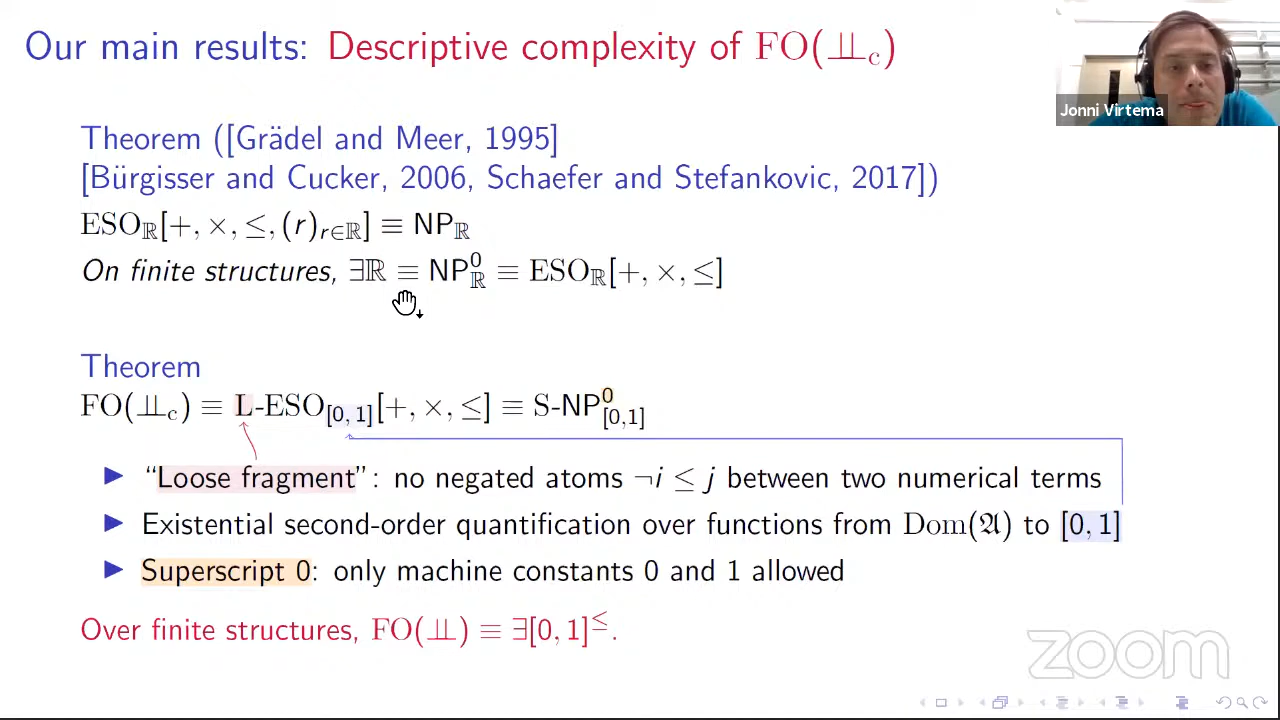 Our main results: Descriptive complexity of FO(⫫c)
Jonni Virtema
Theorem ([Grädel and Meer, 1995]
[Bürgisser and Cucker, 2006, Schaefer and Stefankovic, 2017])
ESOℝ[+, ×, ≤, (r)r∈ℝ] ≡ NPℝ
On finite structures, ∃ℝ ≡ NP⁰ℝ ≡ ESOℝ[+, ×, ≤]
Theorem
FO(⫫c) ≡ L-ESO[0,1][+, ×, ≤] ≡ S-NP⁰[0,1]
▶ “Loose fragment”: no negated atoms ¬i ≤ j between two numerical terms
▶ Existential second-order quantification over functions from Dom(𝔄) to [0, 1]
▶ Superscript 0: only machine constants 0 and 1 allowed
Over finite structures, FO(⫫) ≡ ∃[0, 1]≤.
zoom